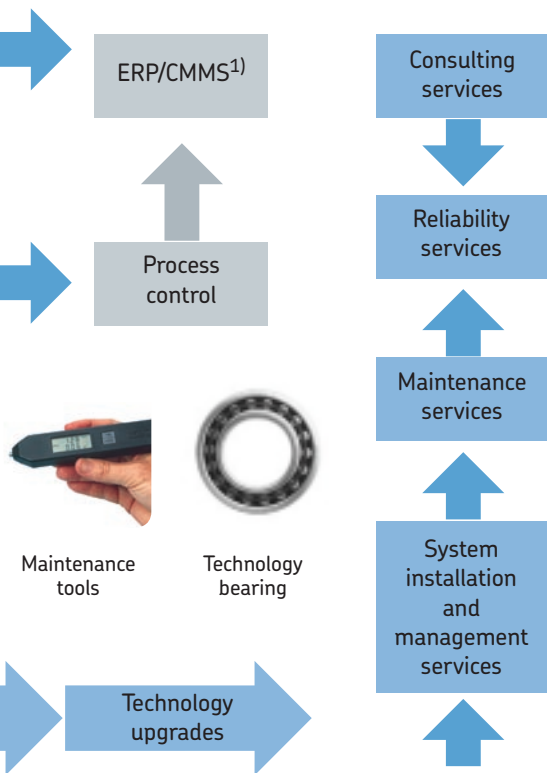 ERP/CMMS1)
Process
control
Maintenance
tools
Technology
bearing
Technology
upgrades
Consulting
services
Reliability
services
Maintenance
services
System
installation
and
management
services